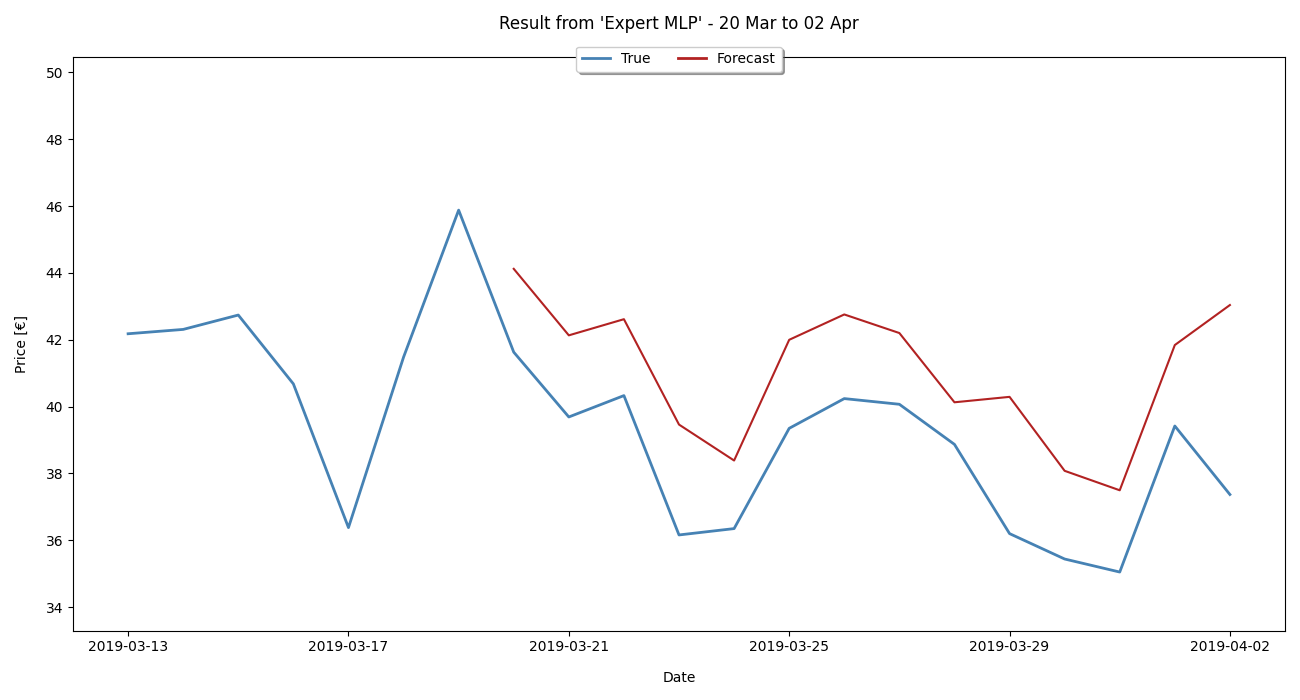 Result from 'Expert MLP' - 20 Mar to 02 Apr
True Forecast
50
48
46
44
42
40
38
36
34
Price [€]
2019-03-13 2019-03-17 2019-03-21 2019-03-25 2019-03-29 2019-04-02
Date